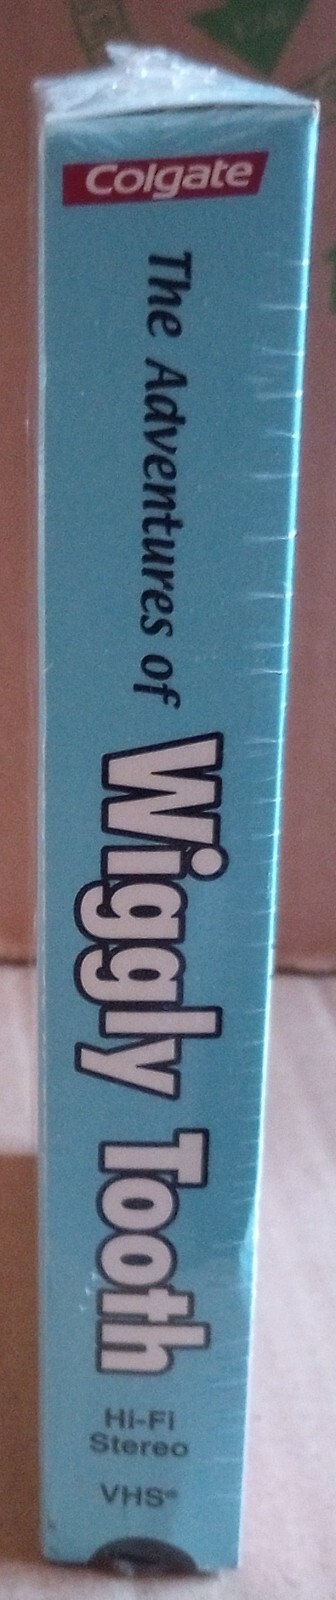 Colgate
The Adventures of Wiggly Tooth
Hi-Fi
Stereo
VHS®